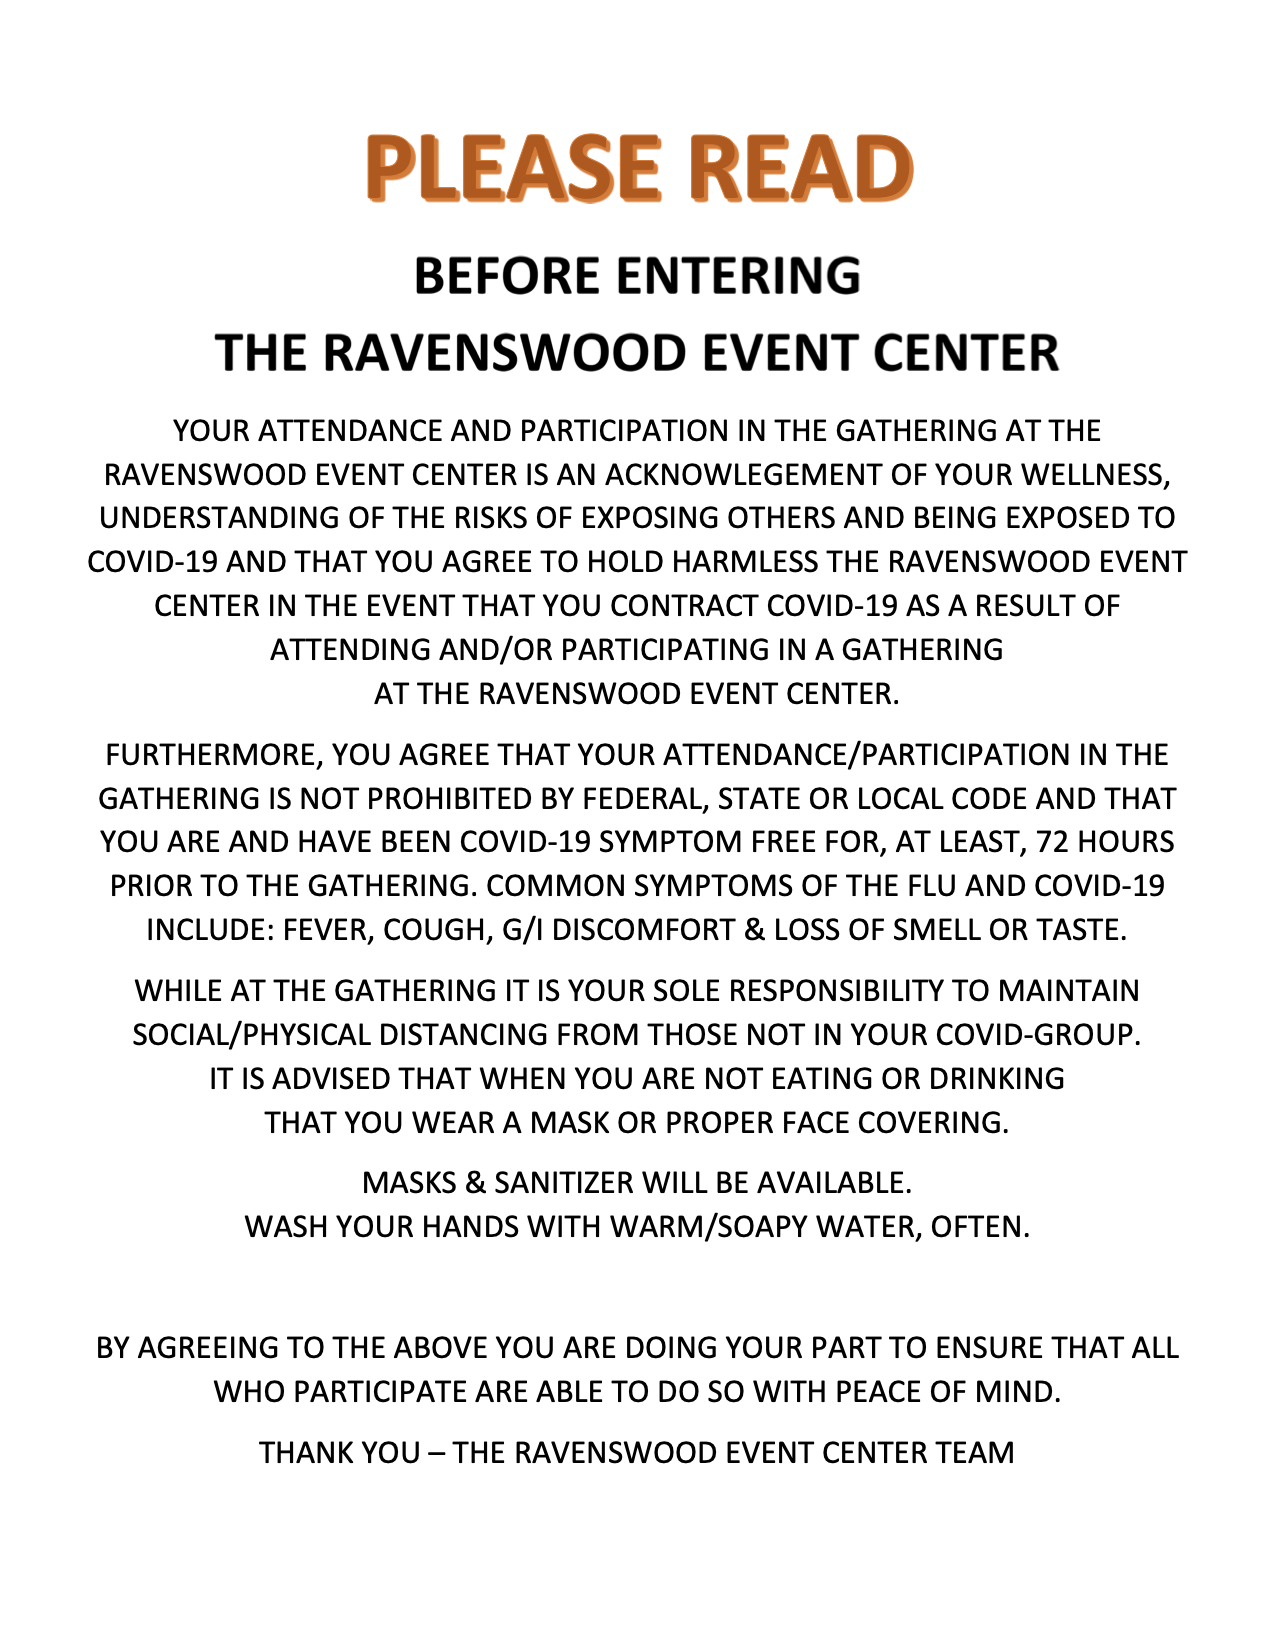 PLEASE READ
BEFORE ENTERING
THE RAVENSWOOD EVENT CENTER
YOUR ATTENDANCE AND PARTICIPATION IN THE GATHERING AT THE
RAVENSWOOD EVENT CENTER IS AN ACKNOWLEGEMENT OF YOUR WELLNESS,
UNDERSTANDING OF THE RISKS OF EXPOSING OTHERS AND BEING EXPOSED TO
COVID-19 AND THAT YOU AGREE TO HOLD HARMLESS THE RAVENSWOOD EVENT
CENTER IN THE EVENT THAT YOU CONTRACT COVID-19 AS A RESULT OF
ATTENDING AND/OR PARTICIPATING IN A GATHERING
AT THE RAVENSWOOD EVENT CENTER.
FURTHERMORE, YOU AGREE THAT YOUR ATTENDANCE/PARTICIPATION IN THE
GATHERING IS NOT PROHIBITED BY FEDERAL, STATE OR LOCAL CODE AND THAT
YOU ARE AND HAVE BEEN COVID-19 SYMPTOM FREE FOR, AT LEAST, 72 HOURS
PRIOR TO THE GATHERING. COMMON SYMPTOMS OF THE FLU AND COVID-19
INCLUDE: FEVER, COUGH, G/I DISCOMFORT & LOSS OF SMELL OR TASTE.
WHILE AT THE GATHERING IT IS YOUR SOLE RESPONSIBILITY TO MAINTAIN
SOCIAL/PHYSICAL DISTANCING FROM THOSE NOT IN YOUR COVID-GROUP.
IT IS ADVISED THAT WHEN YOU ARE NOT EATING OR DRINKING
THAT YOU WEAR A MASK OR PROPER FACE COVERING.
MASKS & SANITIZER WILL BE AVAILABLE.
WASH YOUR HANDS WITH WARM/SOAPY WATER, OFTEN.
BY AGREEING TO THE ABOVE YOU ARE DOING YOUR PART TO ENSURE THAT ALL
WHO PARTICIPATE ARE ABLE TO DO SO WITH PEACE OF MIND.
THANK YOU – THE RAVENSWOOD EVENT CENTER TEAM